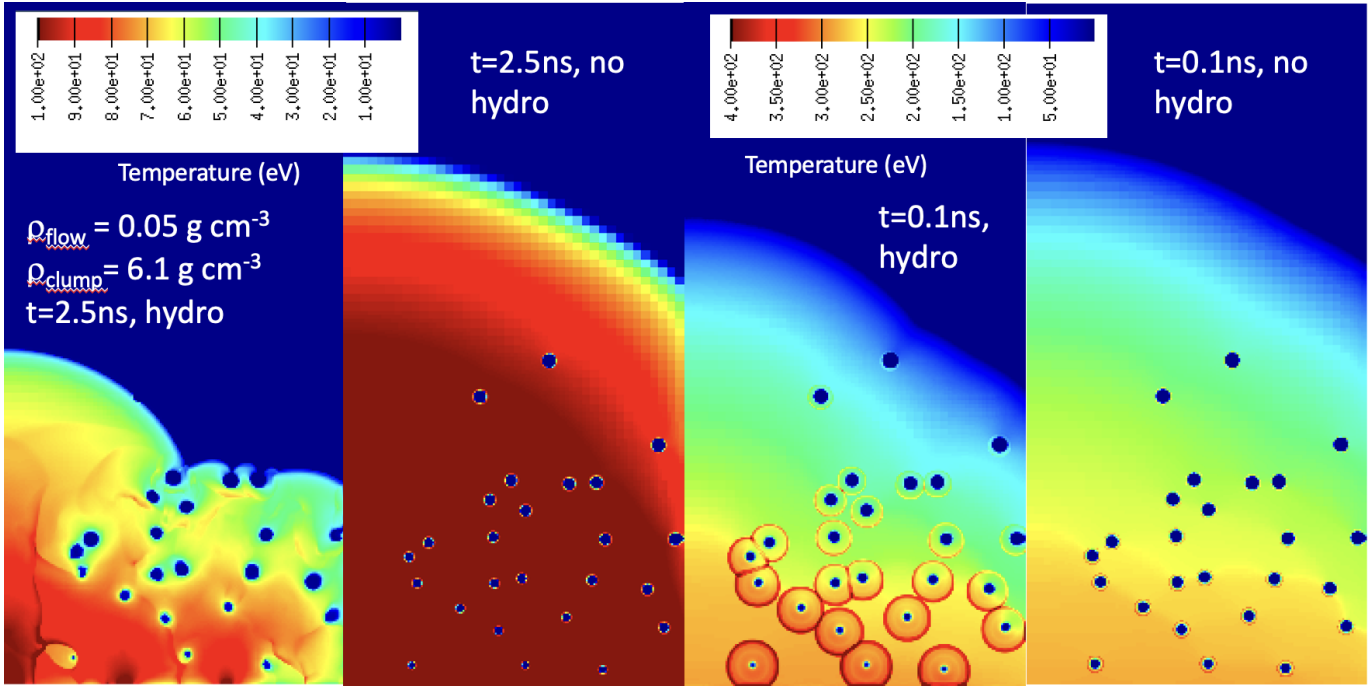 1.00e+02
9.00e+01
8.00e+01
7.00e+01
6.00e+01
5.00e+01
4.00e+01
3.00e+01
2.00e+01
1.00e+01
Temperature (eV)
ρflow = 0.05 g cm-3
ρclump= 6.1 g cm-3
t=2.5ns, hydro
t=2.5ns, no
hydro
4.00e+02
3.50e+02
3.00e+02
2.50e+02
2.00e+02
1.50e+02
1.00e+02
5.00e+01
Temperature (eV)
t=0.1ns,
hydro
t=0.1ns, no
hydro